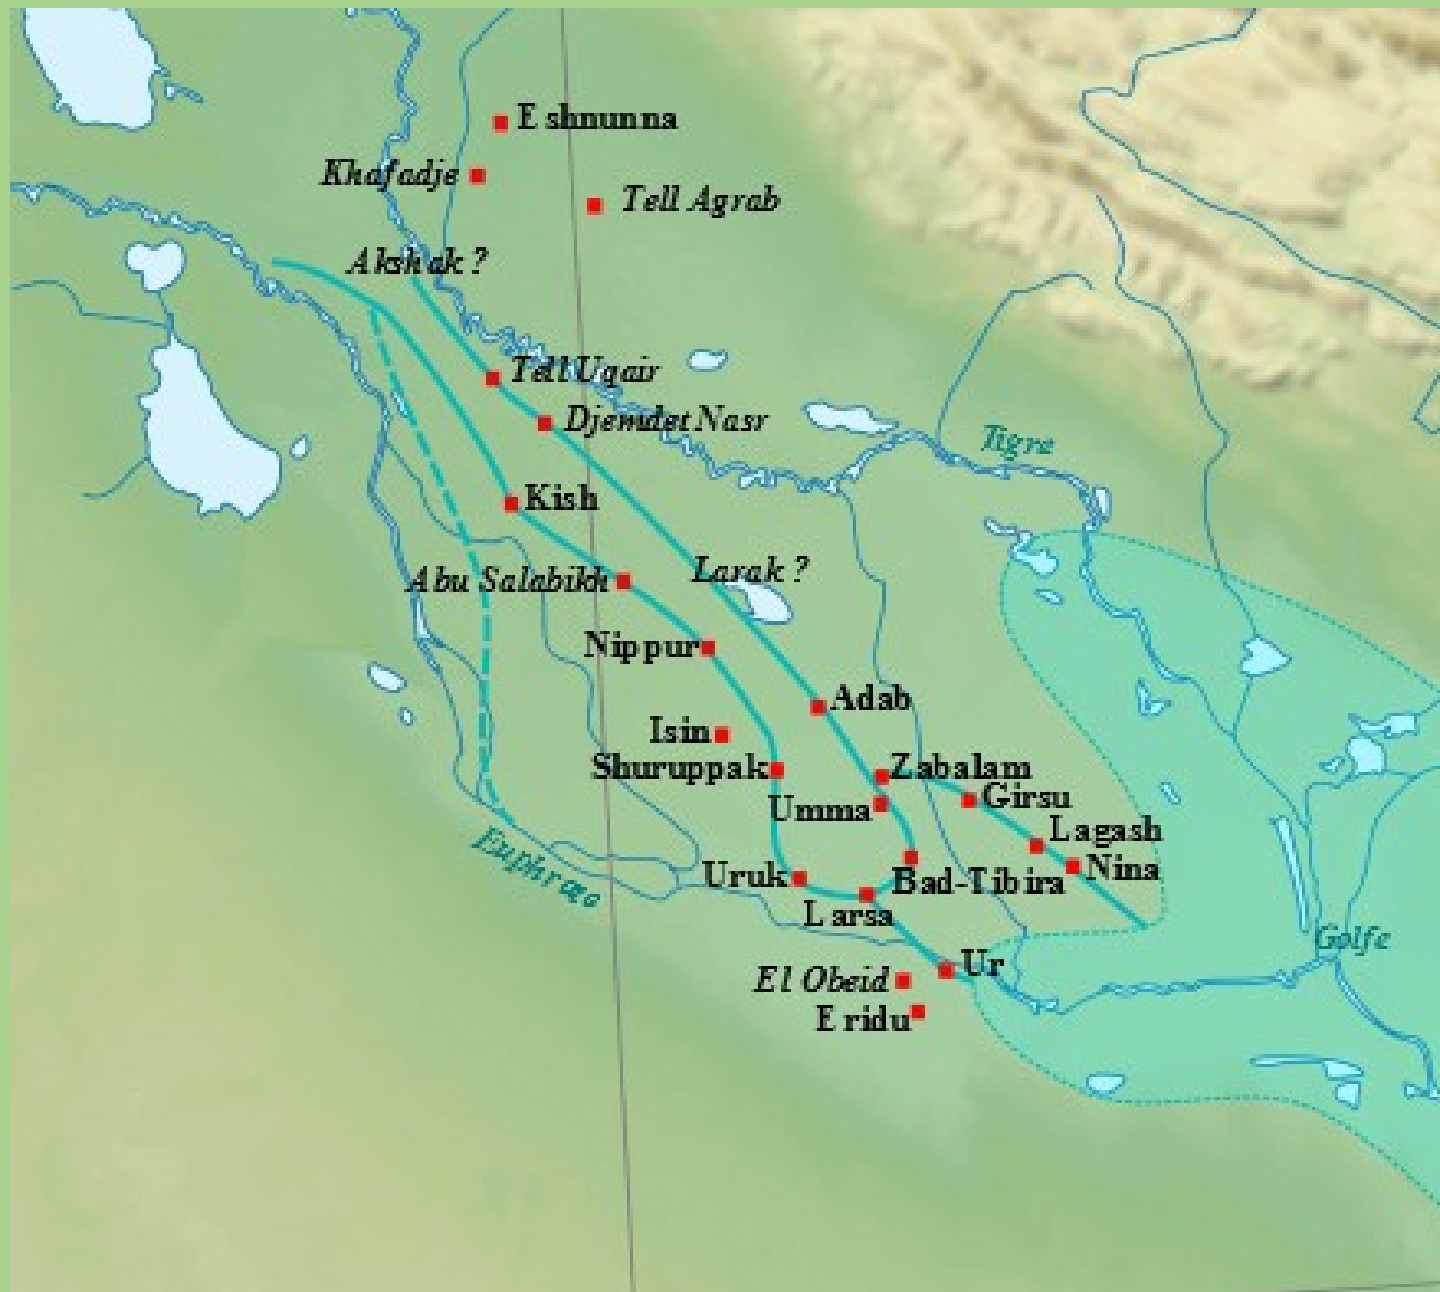 Eshnunna
Khafadje
Tell Agrab
Akshak ?
Tell Uqair
Djemdet Nasr
Tigre
Kish
Larak ?
Abu Salabikh
Nippur
Adab
Isin
Shuruppak
Zabalam
Girsu
Umma
Lagash
Euphrate
Nina
Uruk
Bad-Tibira
Larsa
Golfe
Ur
El Obeid
Eridu